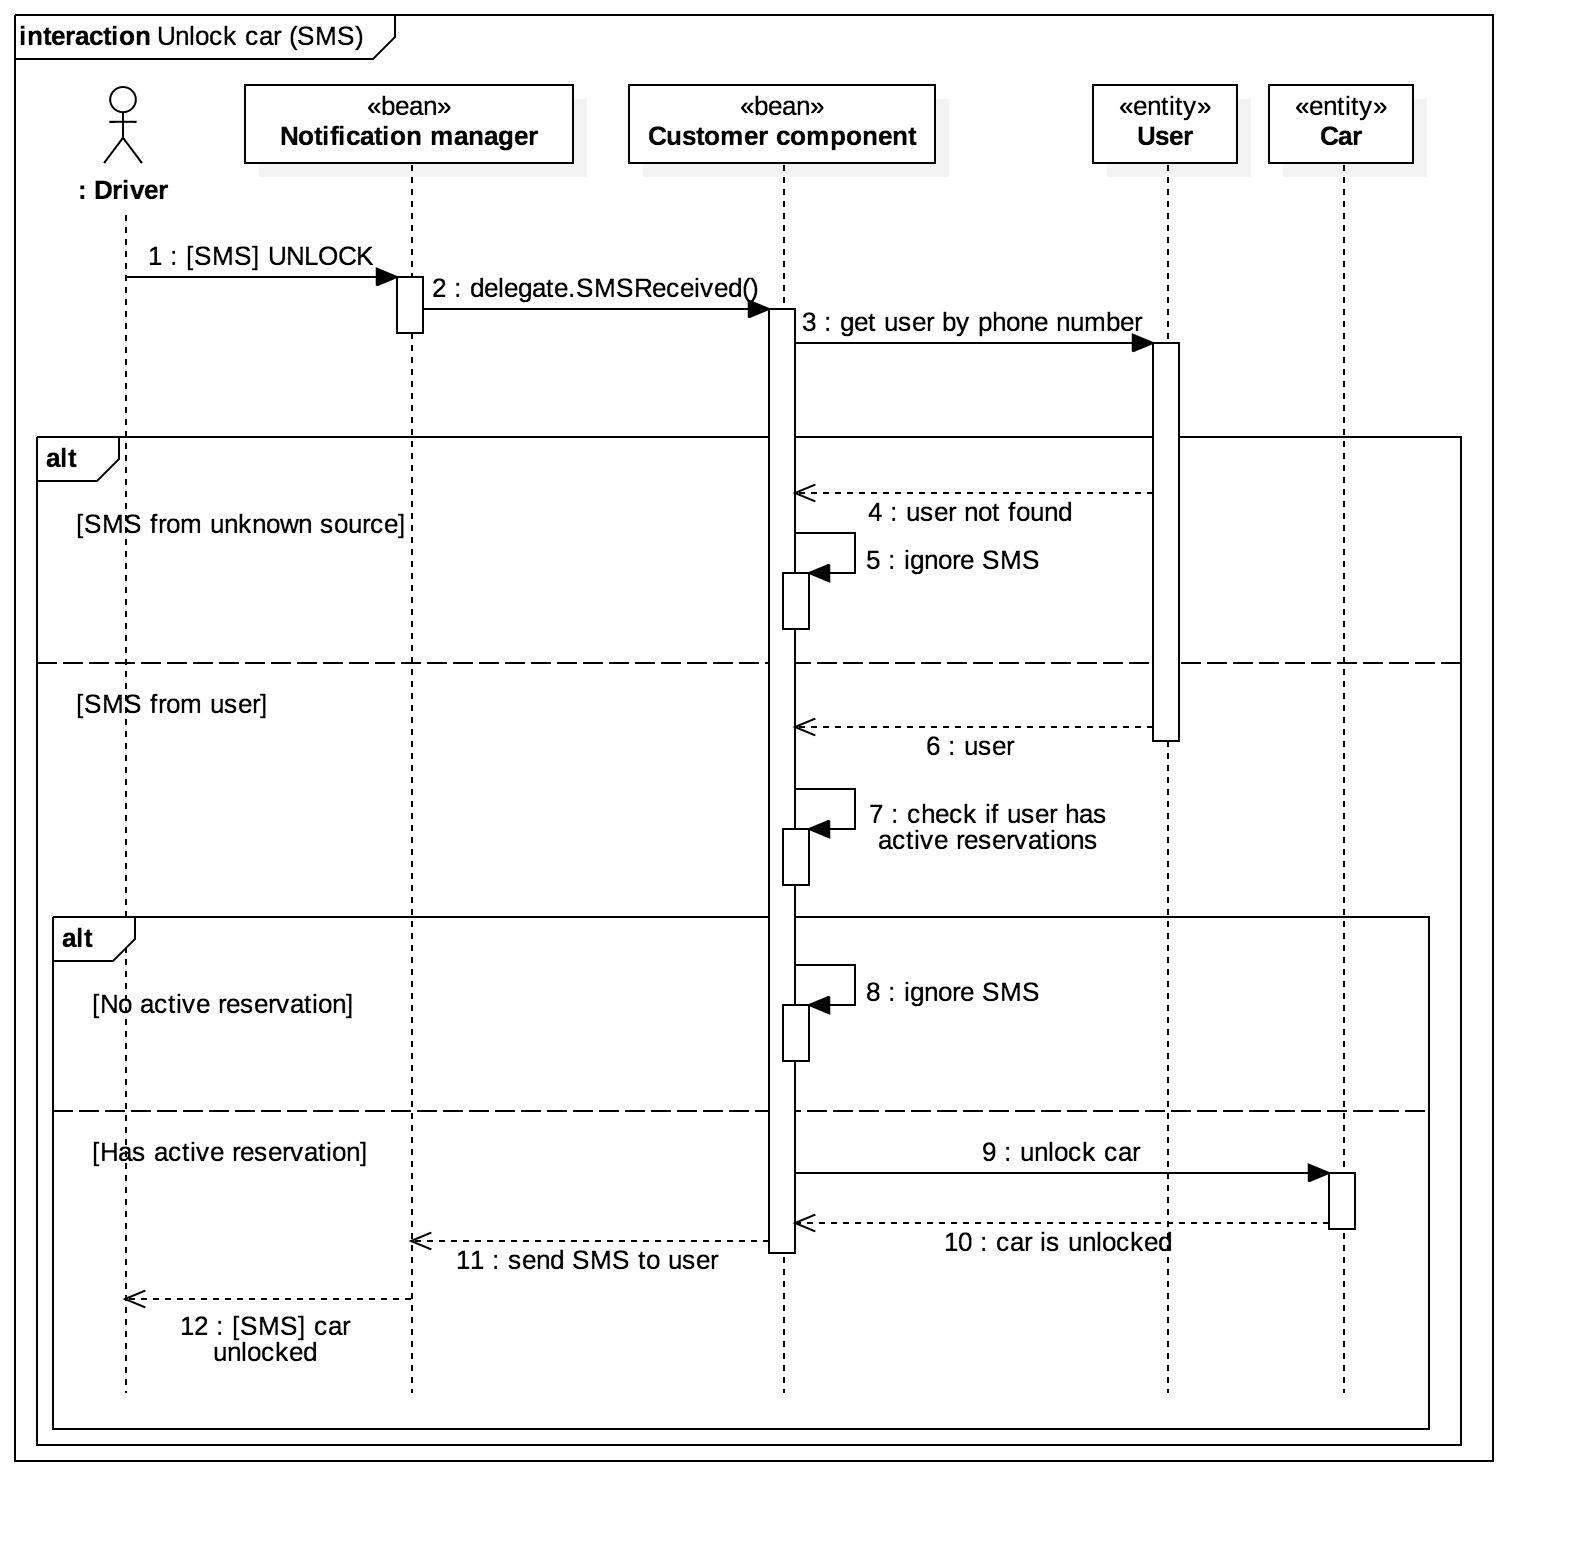 interaction Unlock car (SMS)
: Driver
«bean»
Notification manager
«bean»
Customer component
«entity»
User
«entity»
Car
1 : [SMS] UNLOCK
2 : delegate.SMSReceived()
3 : get user by phone number
alt
[SMS from unknown source]
4 : user not found
5 : ignore SMS
[SMS from user]
6 : user
7 : check if user has
active reservations
alt
[No active reservation]
8 : ignore SMS
[Has active reservation]
9 : unlock car
10 : car is unlocked
11 : send SMS to user
12 : [SMS] car
unlocked